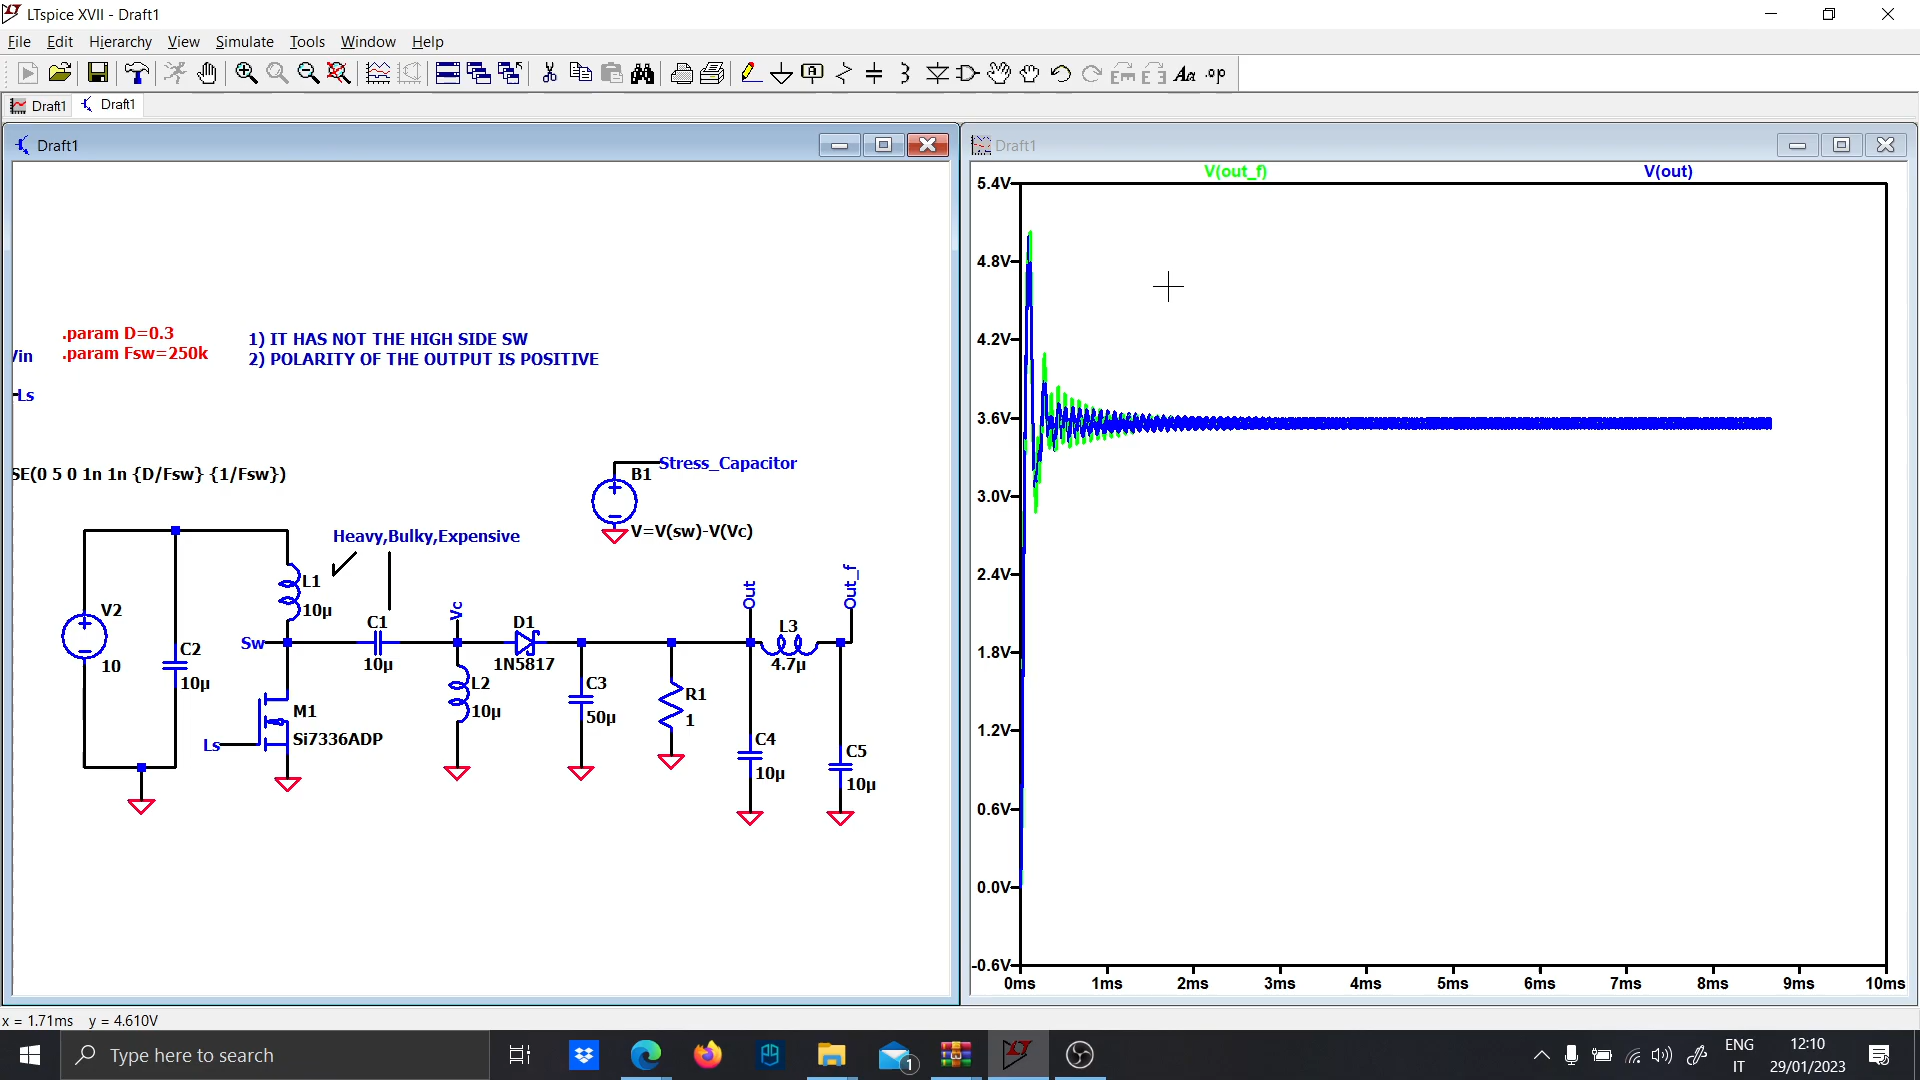 LTspice XVII - Draft1
File Edit Hierarchy View Simulate Tools Window Help
.op
Draft1 Draft1
Draft1
.param D=0.3
.param Fsw=250k
1) IT HAS NOT THE HIGH SIDE SW
2) POLARITY OF THE OUTPUT IS POSITIVE
Vin
Ls
SE(0 5 0 1n 1n {D/Fsw} {1/Fsw})
Stress_Capacitor
B1
V=V(sw)-V(Vc)
Heavy,Bulky,Expensive
V2
10
C2
10µ
L1
10µ
Sw
C1
10µ
M1
Si7336ADP
Ls
Vc
L2
10µ
D1
1N5817
C3
50µ
R1
1
Out
C4
10µ
L3
4.7µ
Out_f
C5
10µ
Draft1
V(out_f) V(out)
5.4V
4.8V
4.2V
3.6V
3.0V
2.4V
1.8V
1.2V
0.6V
0.0V
-0.6V
0ms 1ms 2ms 3ms 4ms 5ms 6ms 7ms 8ms 9ms 10ms
x = 1.71ms y = 4.610V
Type here to search
1
ENG
IT
12:10
29/01/2023